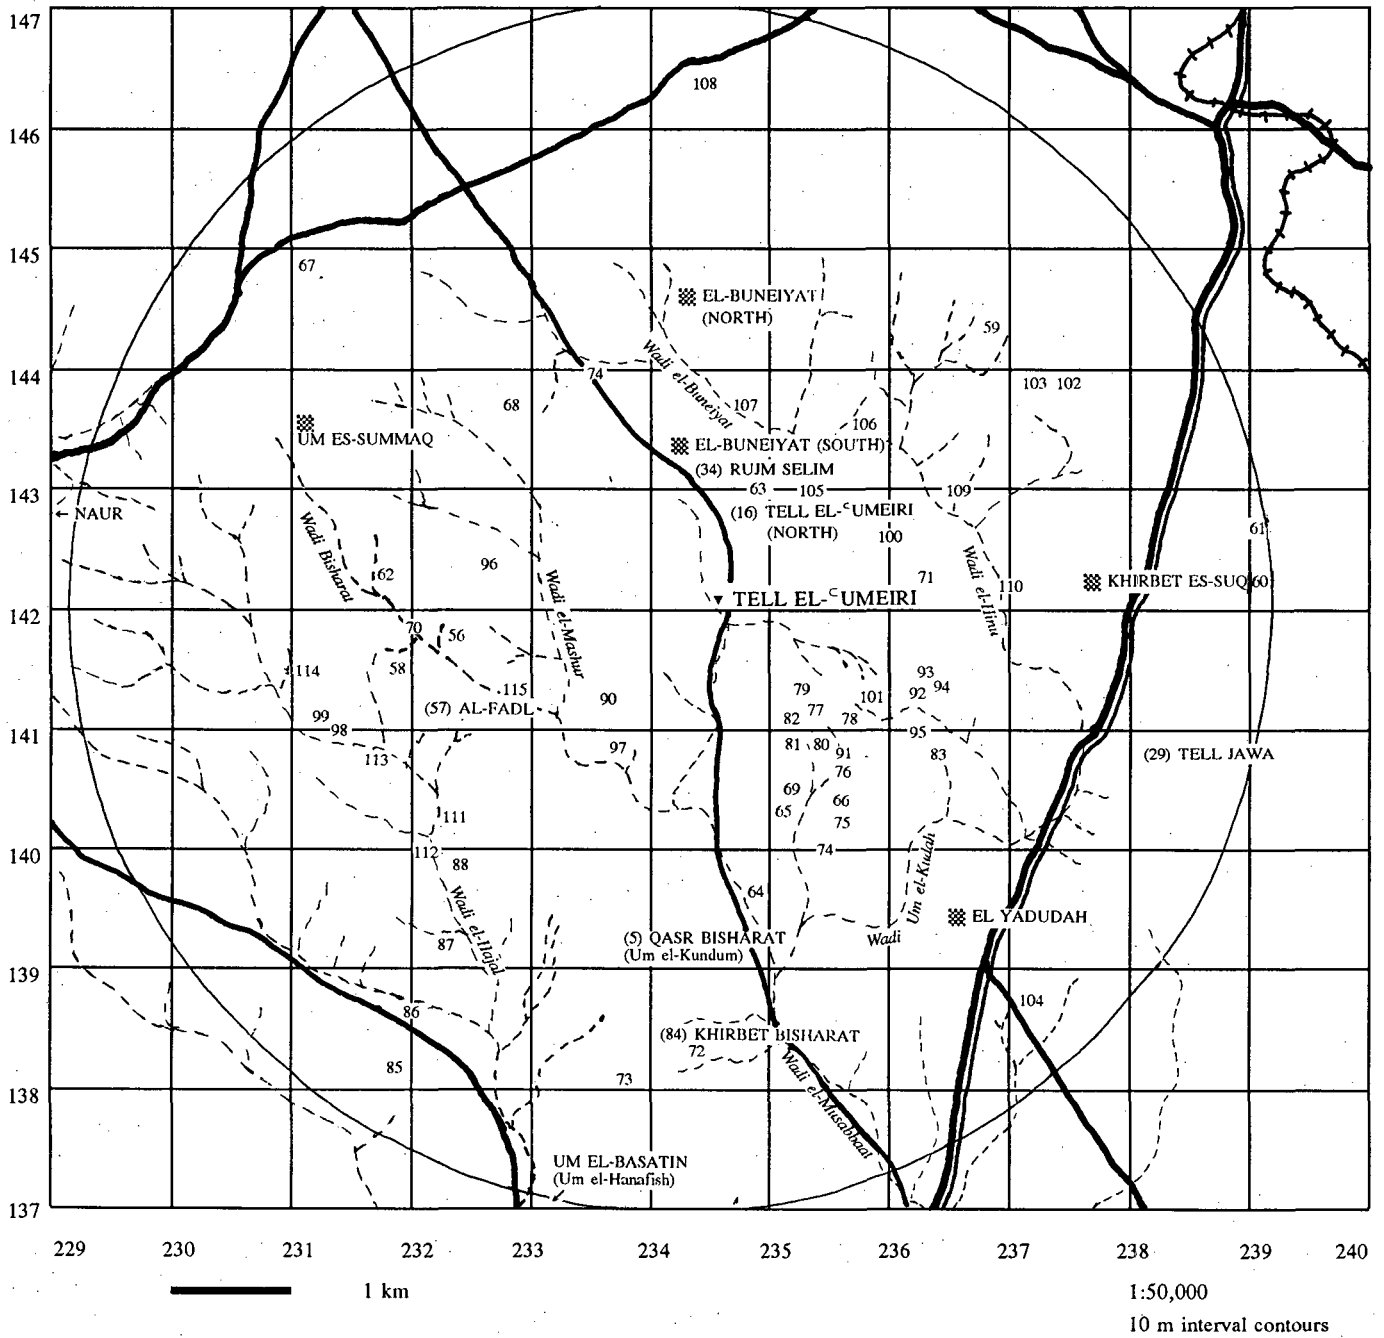 147
108
146
145
67
EL-BUNEIYAT
(NORTH)
59
Wadi el-Buneiyat
144
74
103 102
68
107
106
UM ES-SUMMAQ
EL-BUNEIYAT (SOUTH)
(34) RUJM SELIM
143
63
105
109
← NAUR
(16) TELL EL-ᶜUMEIRI
(NORTH)
61
100
Wadi Bisharat
96
62
71
Wadi el-Hinu
110
KHIRBET ES-SUQ 60
Wadi el-Mashur
TELL EL-ᶜUMEIRI
142
70
56
58
114
93
115
79
92
94
90
101
(57) AL-FADL
77
99
82
78
141
98
95
97
81
80
91
83
113
(29) TELL JAWA
76
69
66
65
111
75
140
112
74
88
Um el-Kudah
64
Wadi el-Hajal
EL YADUDAH
87
(5) QASR BISHARAT
(Um el-Kundum)
Wadi
139
104
86
(84) KHIRBET BISHARAT
72
85
73
Wadi el-Musabbaat
138
UM EL-BASATIN
(Um el-Hanafish)
137
229 230 231 232 233 234 235 236 237 238 239 240
1 km
1:50,000
10 m interval contours